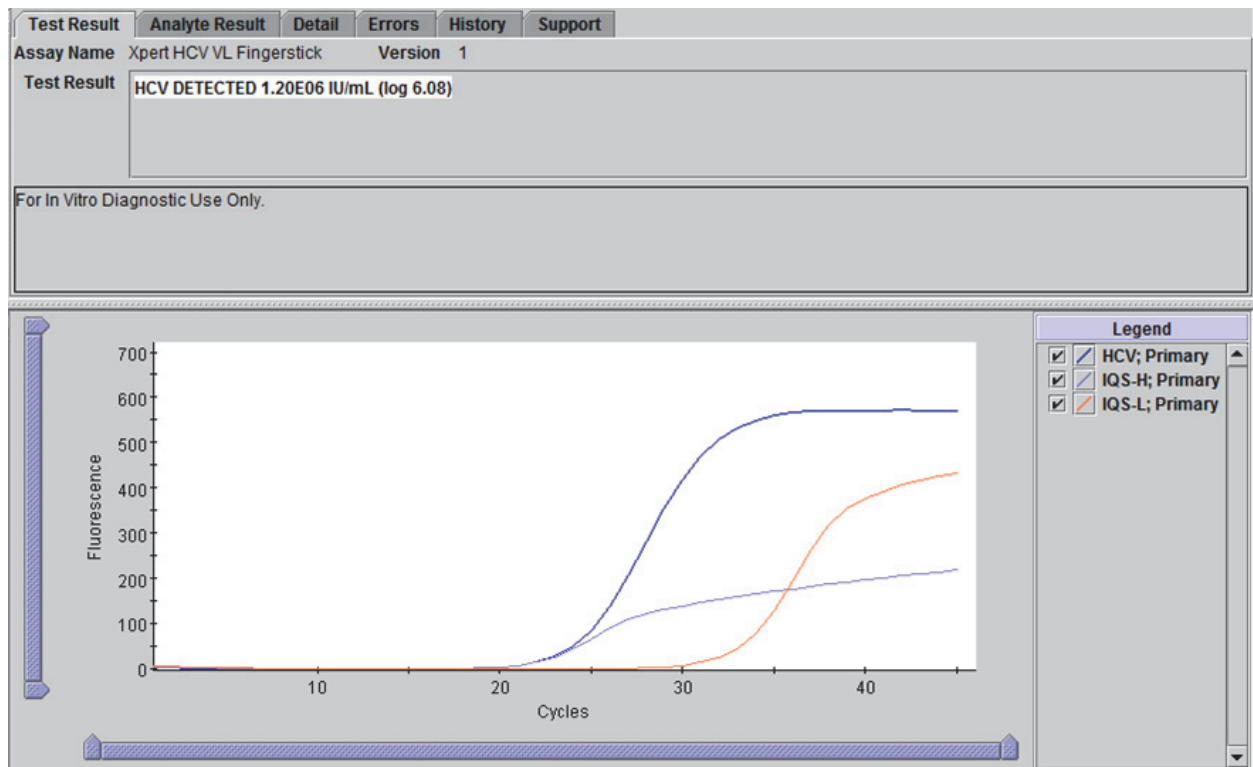 Test Result Analyte Result Detail Errors History Support
Assay Name Xpert HCV VL Fingerstick Version 1
Test Result HCV DETECTED 1.20E06 IU/mL (log 6.08)
For In Vitro Diagnostic Use Only.
Legend
HCV; Primary
IQS-H; Primary
IQS-L; Primary
700
600
500
400
300
200
100
0
Fluorescence
10 20 30 40
Cycles